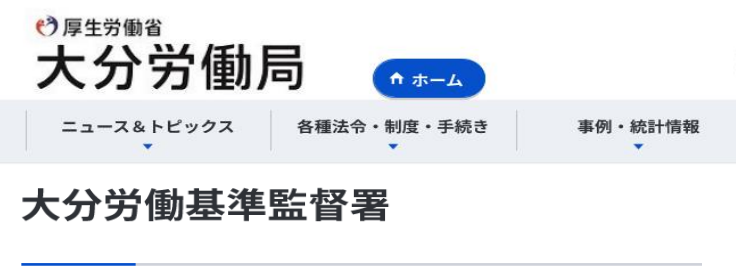 厚生労働省
大分労働局
ホーム
ニュース＆トピックス 各種法令・制度・手続き 事例・統計情報
大分労働基準監督署